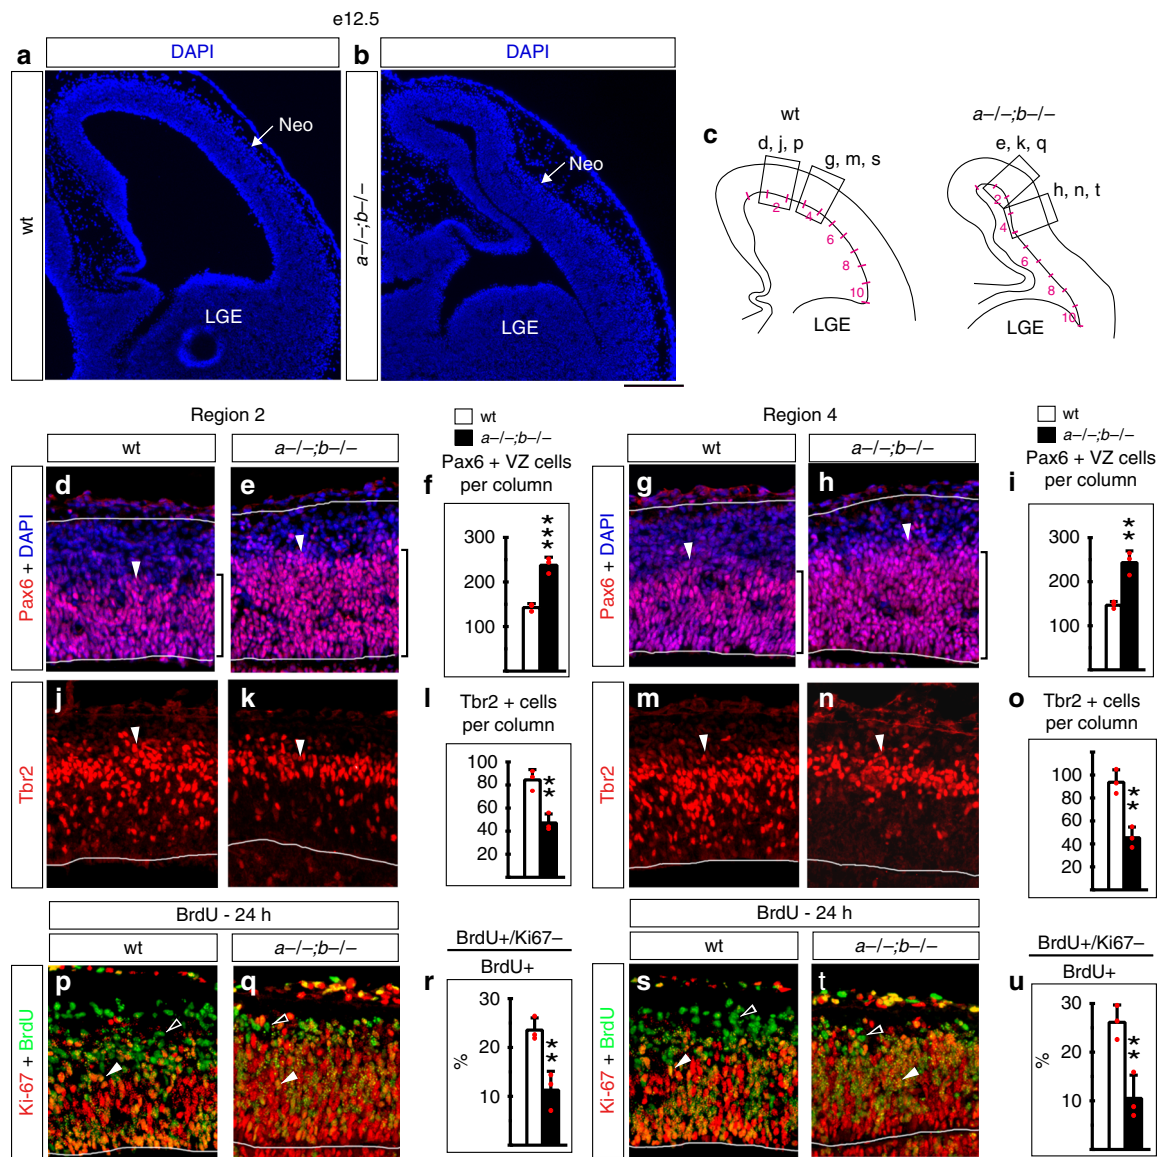 e12.5
a
DAPI
b
DAPI
wt
Neo
LGE
a–/–;b–/–
Neo
LGE
c
wt
a–/–;b–/–
d, j, p
g, m, s
e, k, q
h, n, t
2
4
6
8
10
LGE
2
4
6
8
10
LGE
Region 2
wt
a–/–;b–/–
wt
a–/–;b–/–
Region 4
wt
a–/–;b–/–
wt
a–/–;b–/–
Pax6 + DAPI
d
e
f
Pax6 + VZ cells
per column
300
200
100
***
Pax6 + DAPI
g
h
i
Pax6 + VZ cells
per column
300
200
100
**
Tbr2
j
k
l
Tbr2 + cells
per column
100
80
60
40
20
**
Tbr2
m
n
o
Tbr2 + cells
per column
100
80
60
40
20
**
BrdU - 24 h
wt
a–/–;b–/–
BrdU - 24 h
wt
a–/–;b–/–
Ki-67 + BrdU
p
q
r
BrdU+/Ki67–
BrdU+
30
20
10
%
**
Ki-67 + BrdU
s
t
u
BrdU+/Ki67–
BrdU+
30
20
10
%
**